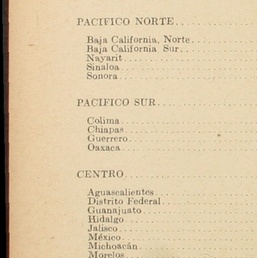 PACIFICO NORTE
Baja California, Norte
Baja California Sur
Nayarit
Sinaloa
Sonora
PACIFICO SUR
Colima
Chiapas
Guerrero
Oaxaca
CENTRO
Aguascalientes
Distrito Federal
Guanajuato
Hidalgo
Jalisco
México
Michoacán
Morelos